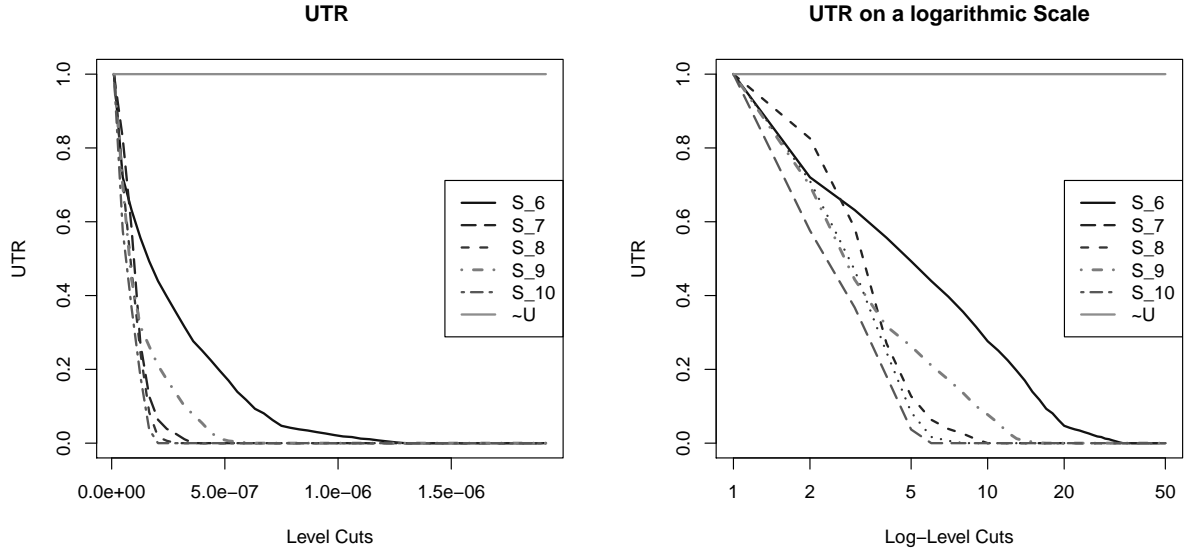 UTR
1.0
0.8
0.6
0.4
0.2
0.0
UTR
0.0e+00 5.0e−07 1.0e−06 1.5e−06
Level Cuts
S_6
S_7
S_8
S_9
S_10
~U
UTR on a logarithmic Scale
1.0
0.8
0.6
0.4
0.2
0.0
UTR
1 2 5 10 20 50
Log−Level Cuts
S_6
S_7
S_8
S_9
S_10
~U